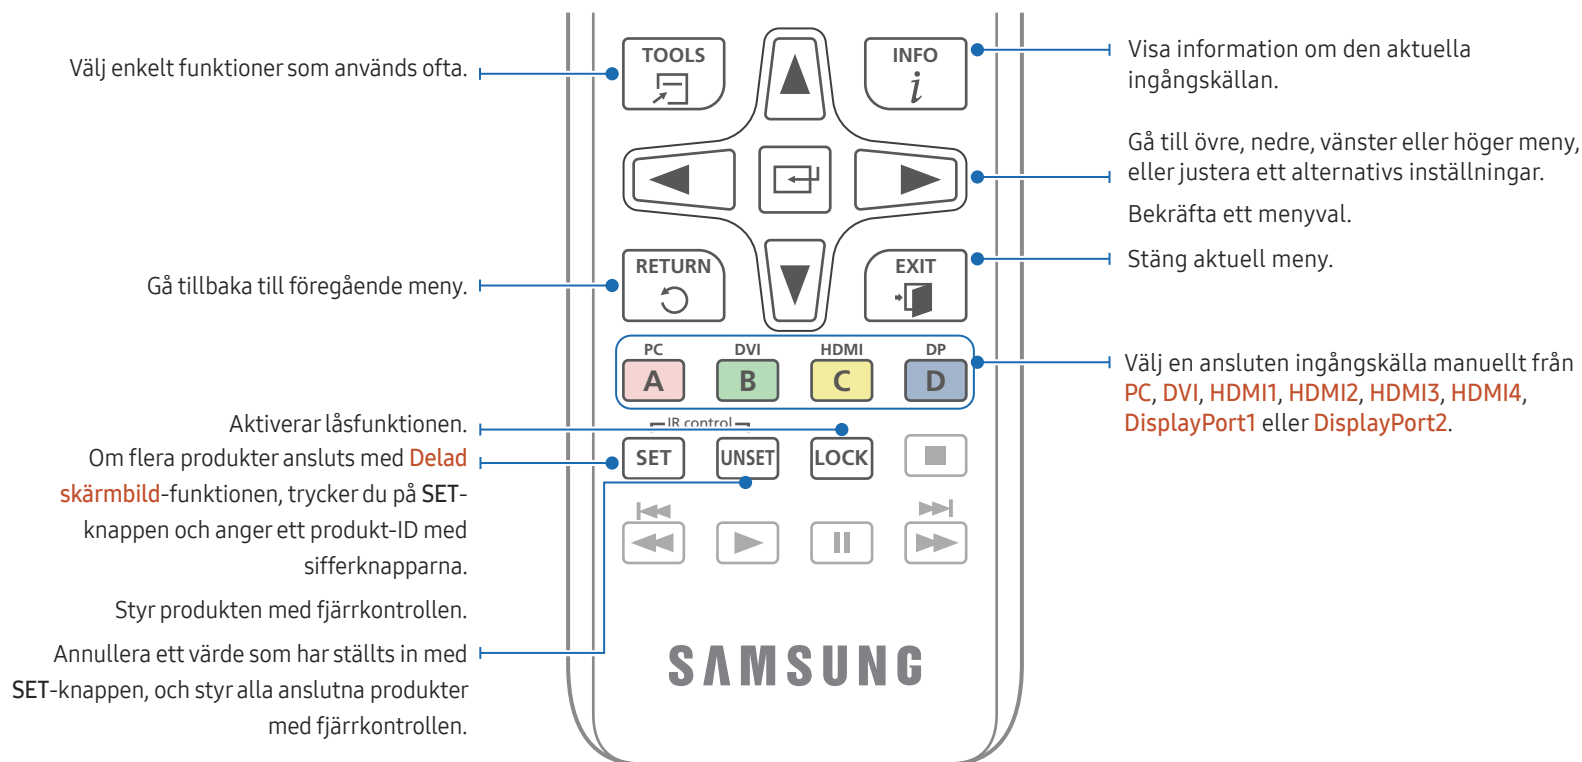 Välj enkelt funktioner som används ofta.
Gå tillbaka till föregående meny.
Aktiverar låsfunktionen.
Om flera produkter ansluts med Delad
skärmbild-funktionen, trycker du på SET-
knappen och anger ett produkt-ID med
sifferknapparna.
Styr produkten med fjärrkontrollen.
Annullera ett värde som har ställts in med
SET-knappen, och styr alla anslutna produkter
med fjärrkontrollen.
TOOLS
INFO
i
RETURN
EXIT
PC DVI HDMI DP
A B C D
IR control
SET UNSET LOCK
SAMSUNG
Visa information om den aktuella
ingångskällan.
Gå till övre, nedre, vänster eller höger meny,
eller justera ett alternativs inställningar.
Bekräfta ett menyval.
Stäng aktuell meny.
Välj en ansluten ingångskälla manuellt från
PC, DVI, HDMI1, HDMI2, HDMI3, HDMI4,
DisplayPort1 eller DisplayPort2.